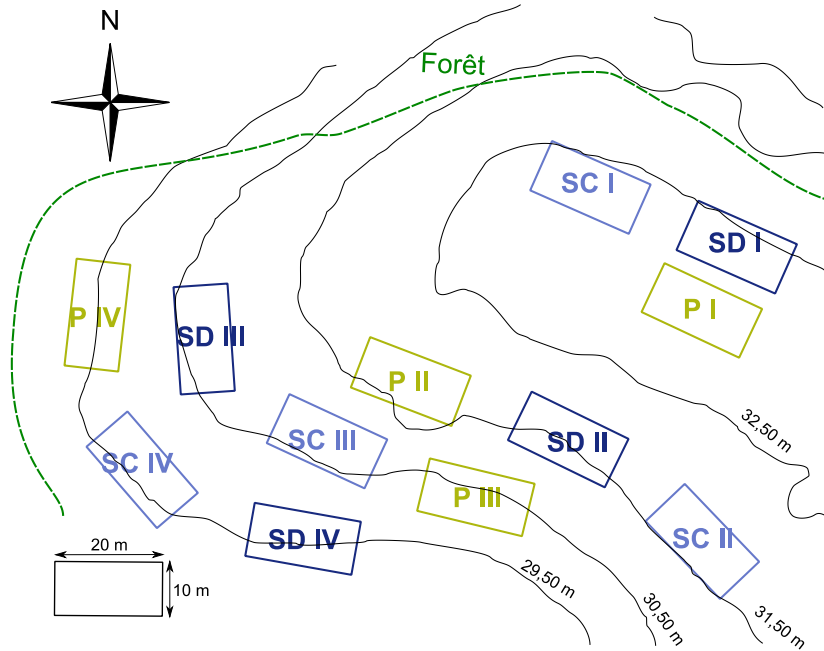 N
Forêt
SC I
SD I
P I
P IV
SD III
P II
32,50 m
SC III
SD II
SC IV
P III
SD IV
SC II
20 m
10 m
29,50 m
30,50 m
31,50 m